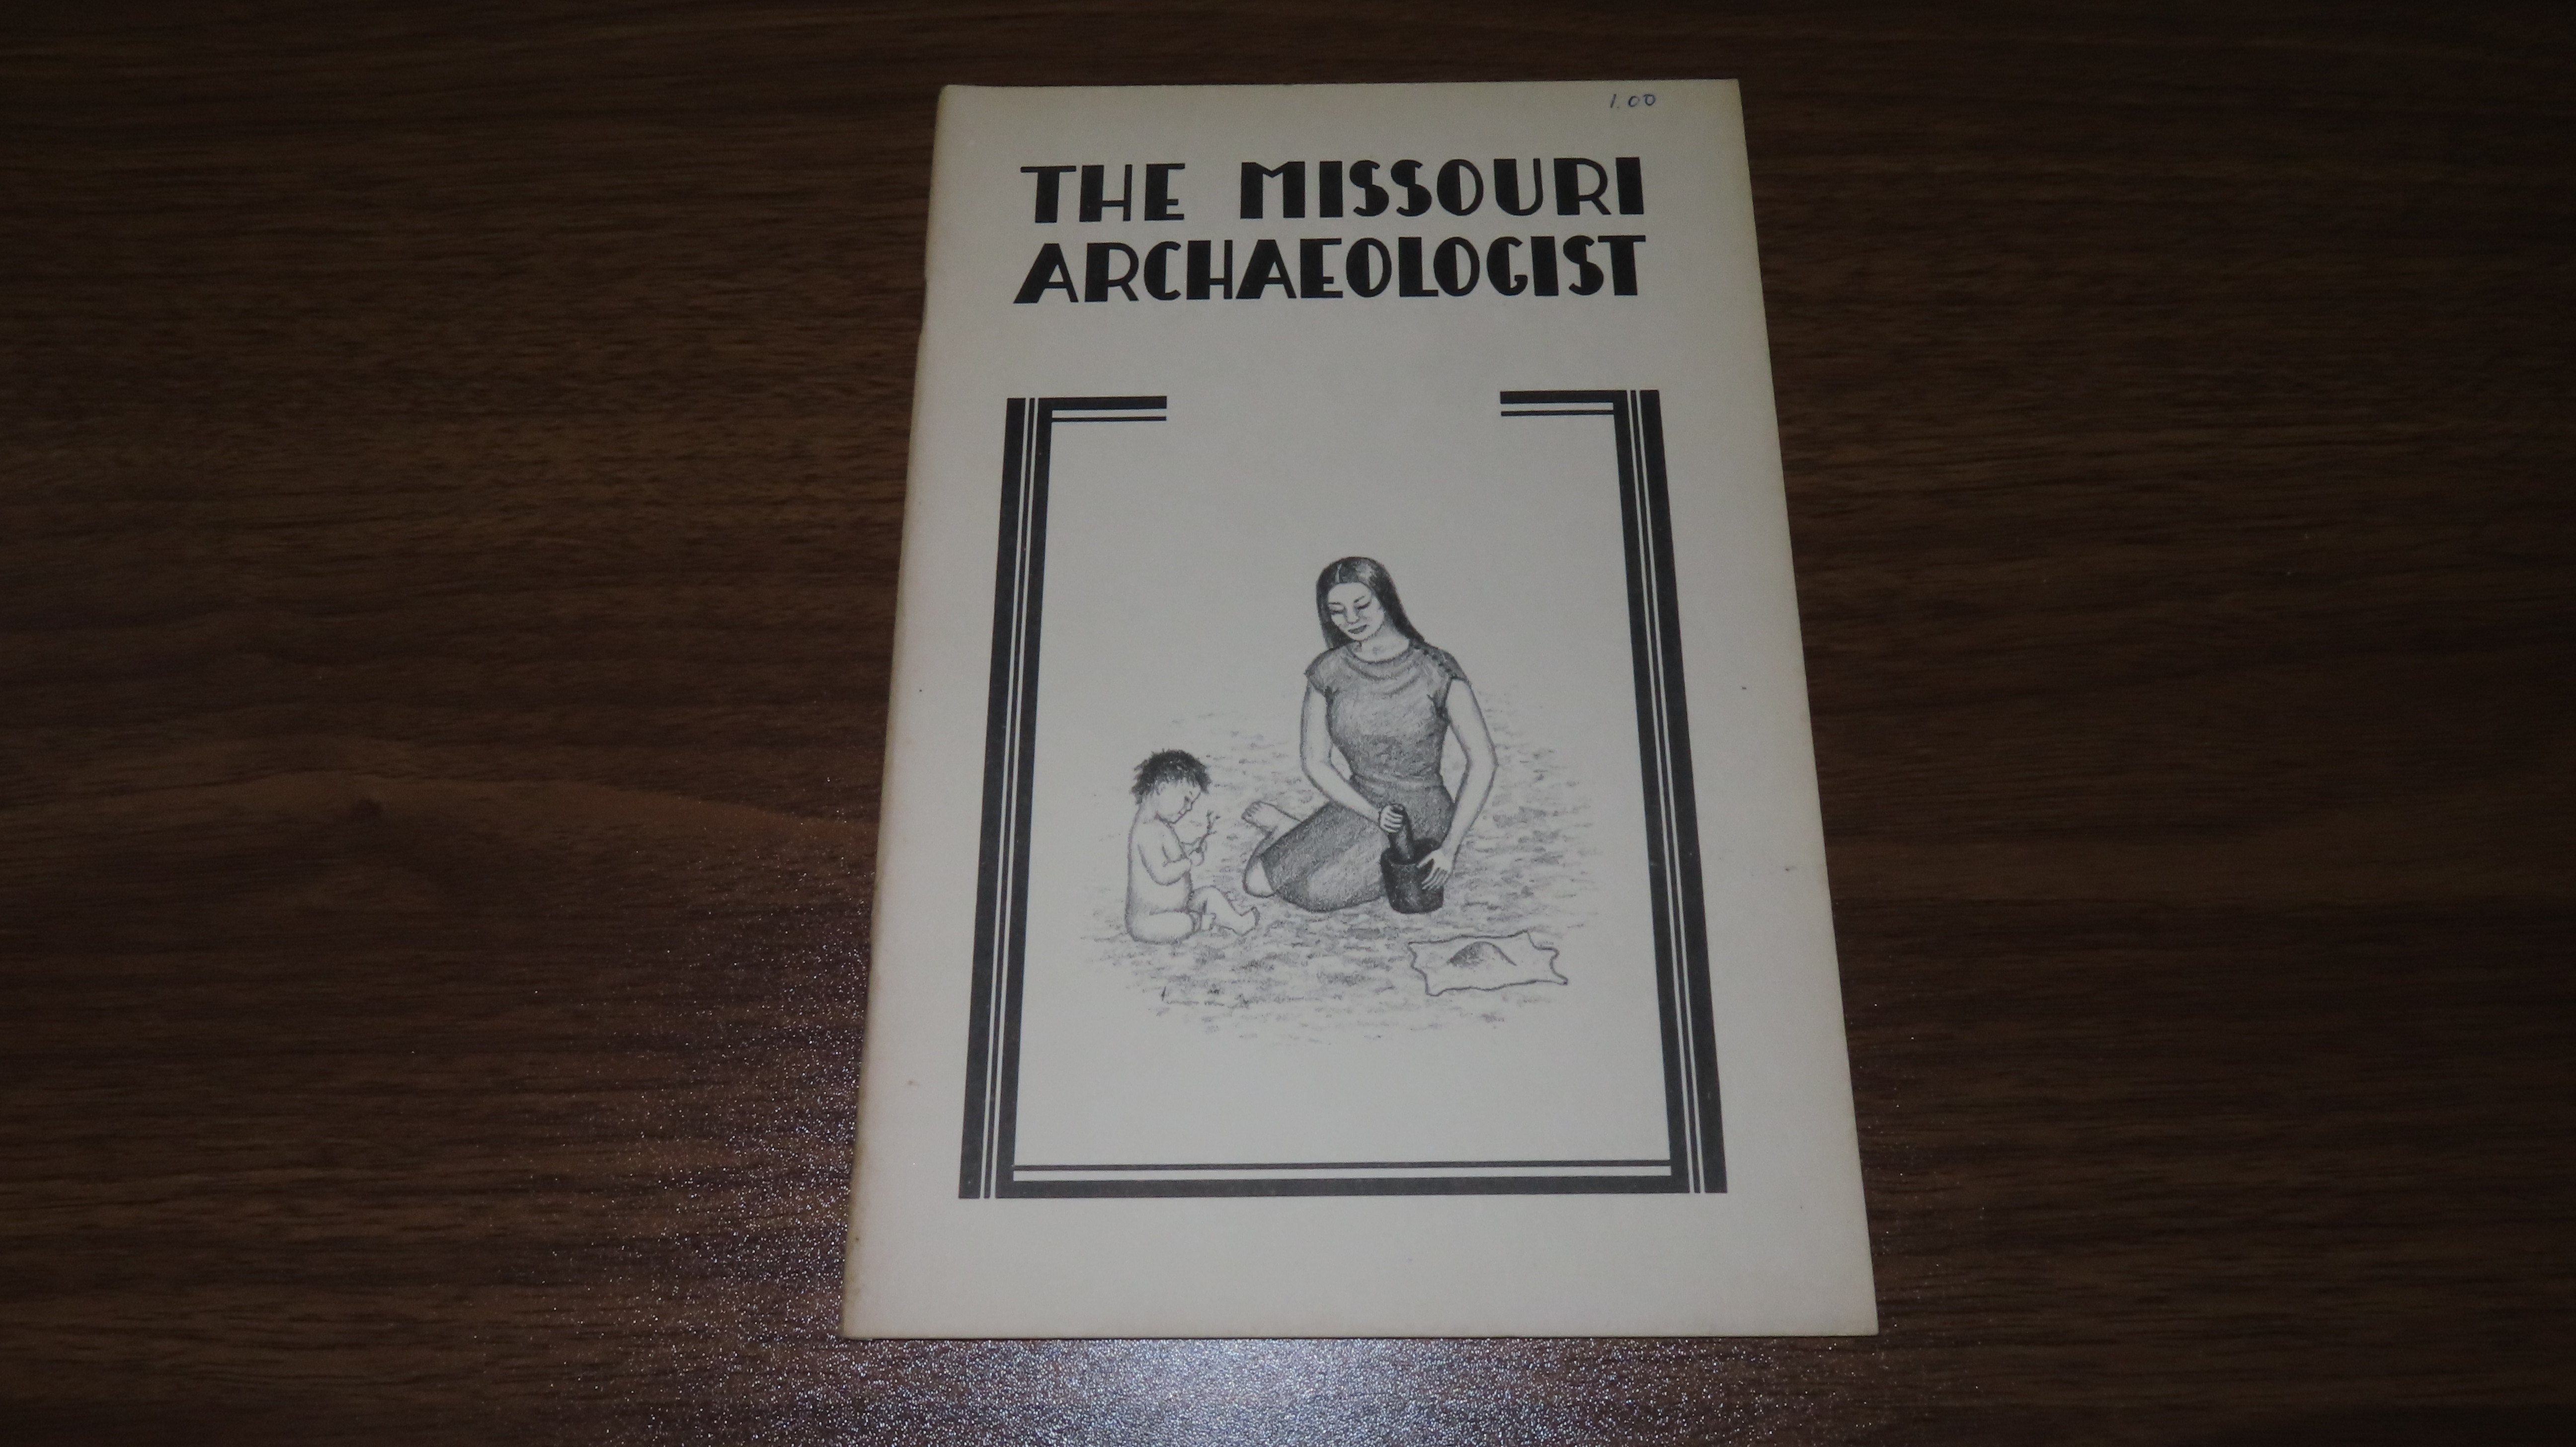 1.00
THE MISSOURI
ARCHAEOLOGIST